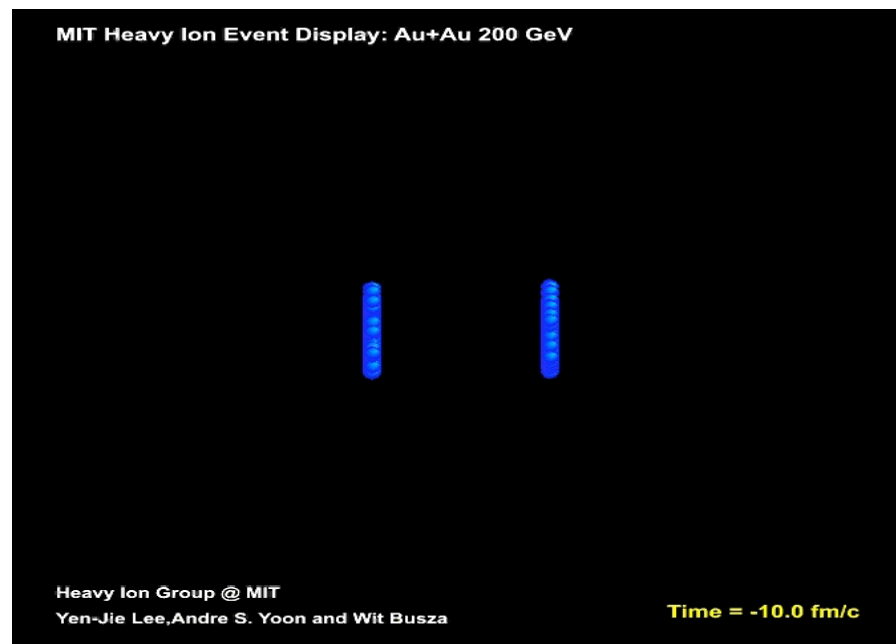 MIT Heavy Ion Event Display: Au+Au 200 GeV
Heavy Ion Group @ MIT
Yen-Jie Lee,Andre S. Yoon and Wit Busza
Time = -10.0 fm/c